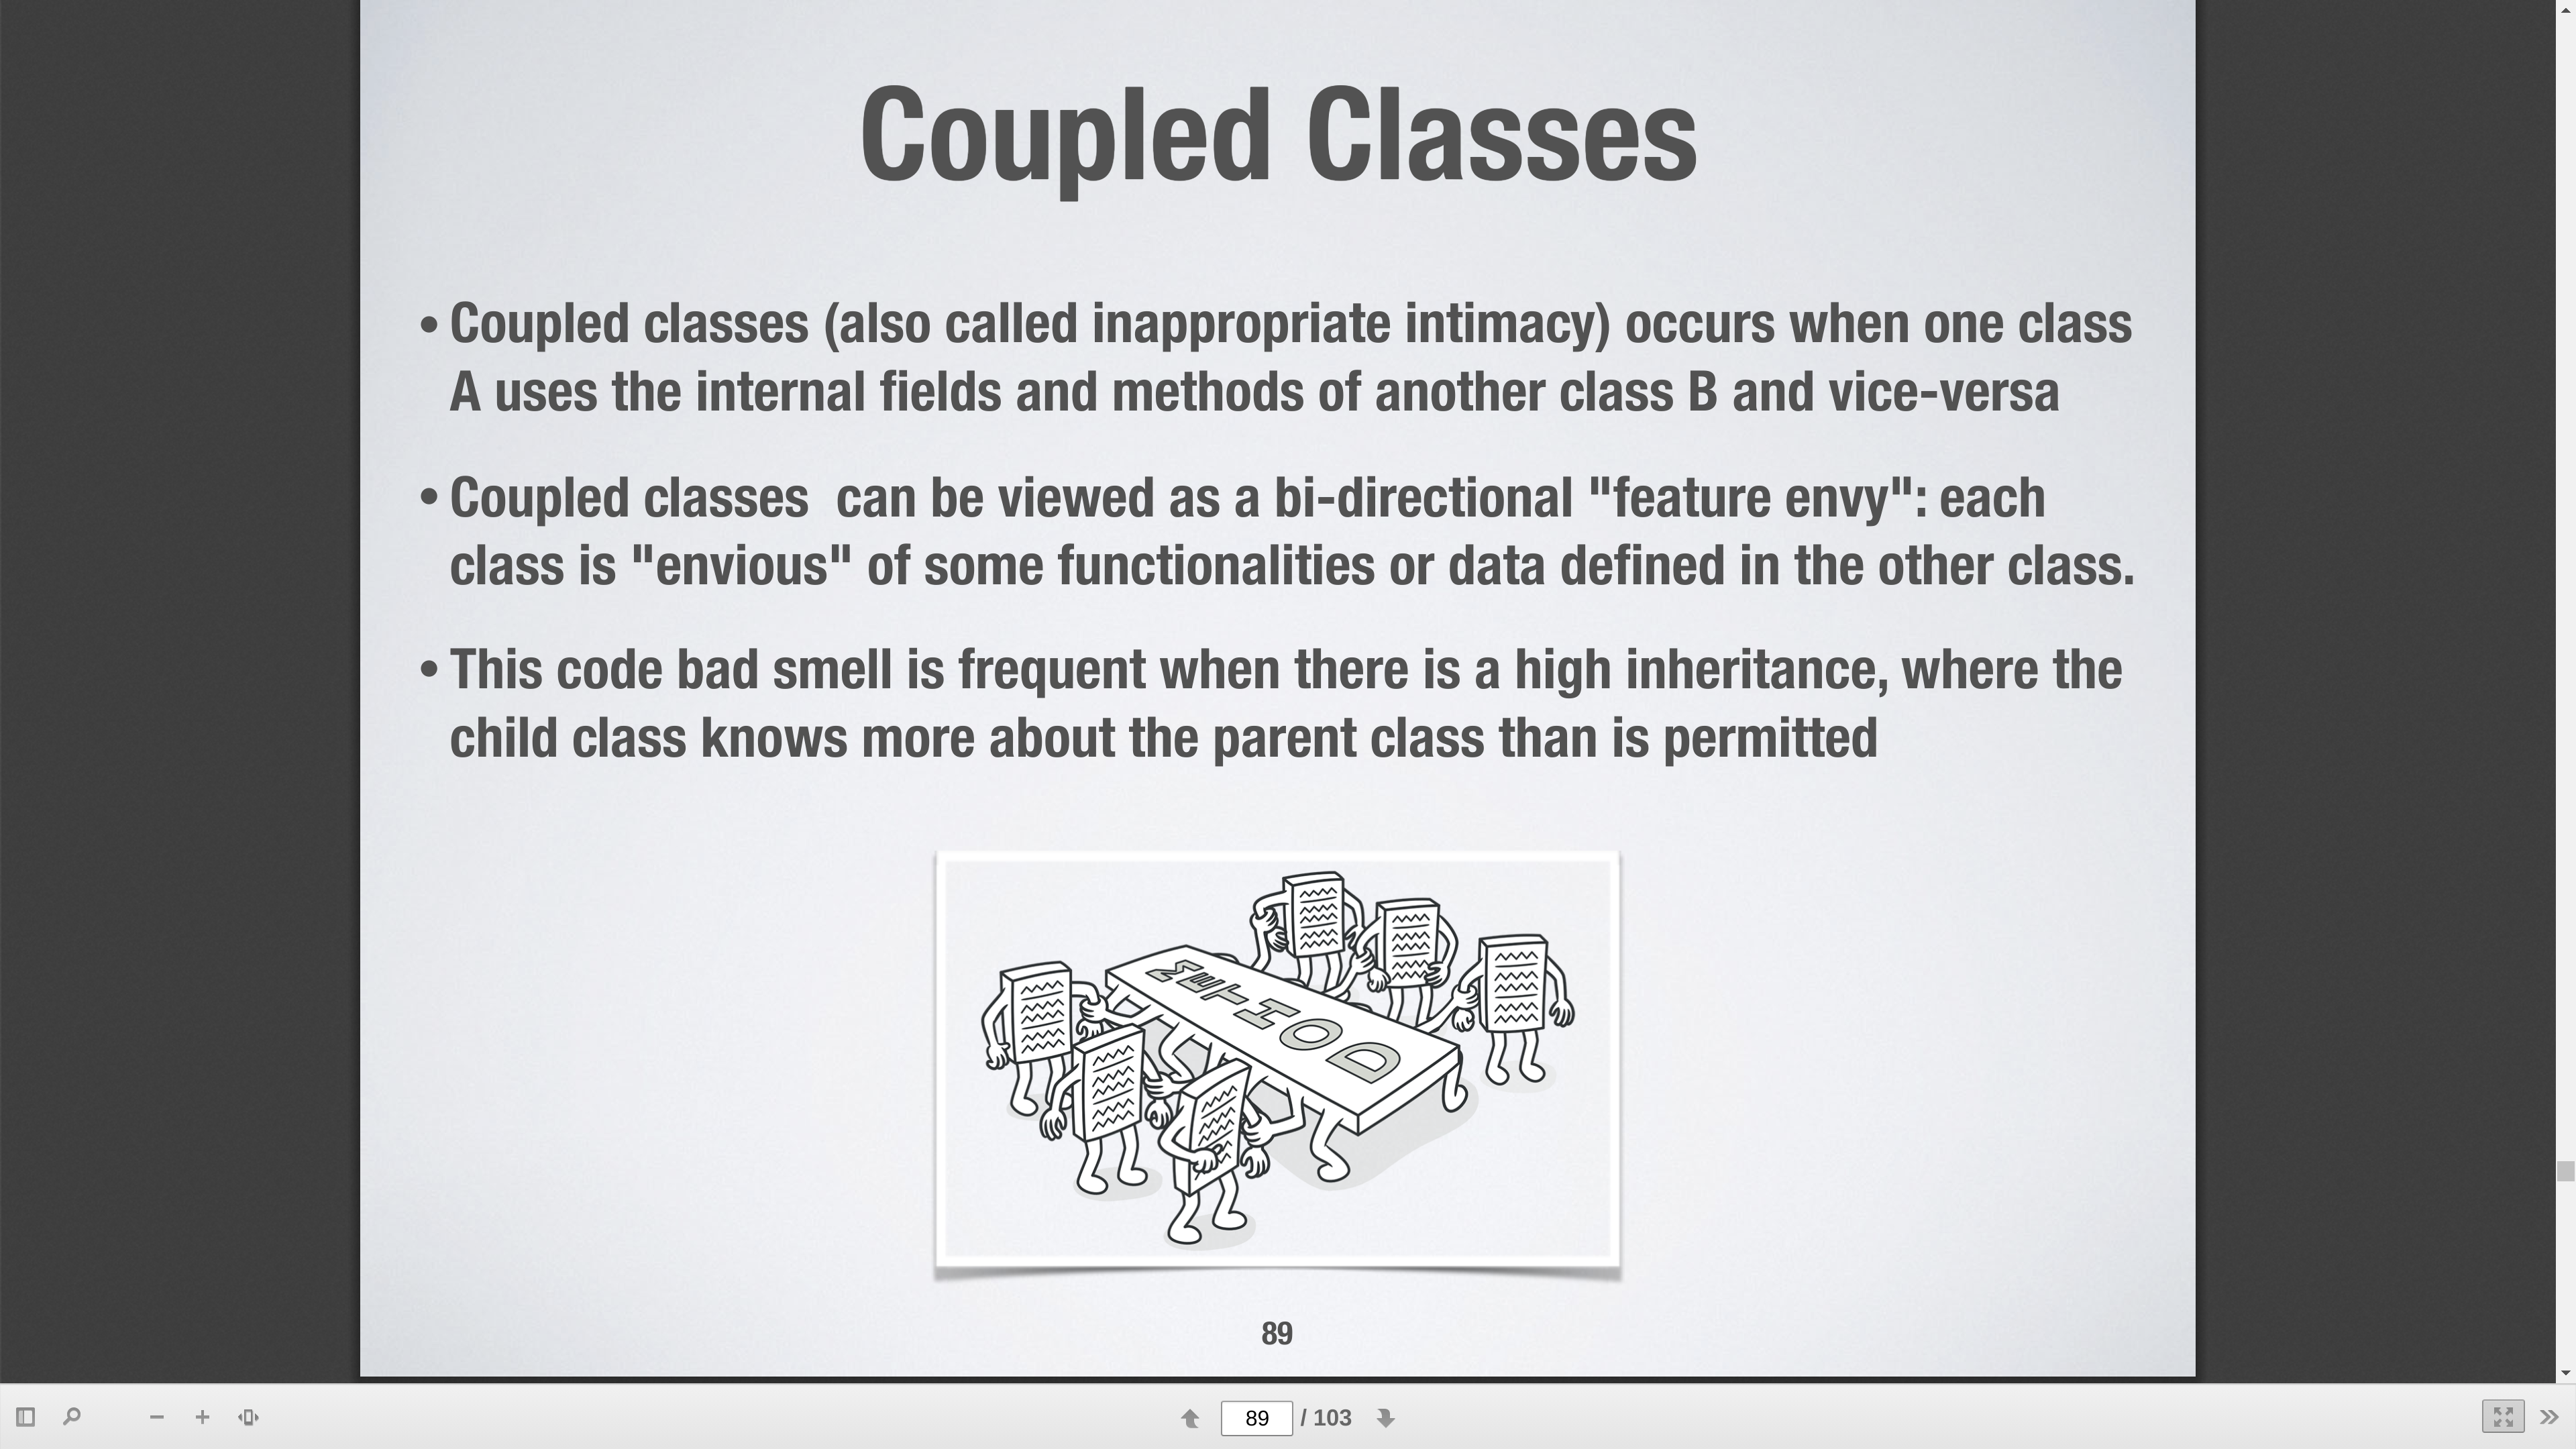 Coupled Classes
• Coupled classes (also called inappropriate intimacy) occurs when one class
A uses the internal fields and methods of another class B and vice-versa
• Coupled classes  can be viewed as a bi-directional "feature envy": each
class is "envious" of some functionalities or data defined in the other class.
• This code bad smell is frequent when there is a high inheritance, where the
child class knows more about the parent class than is permitted
METHOD
89
89 / 103